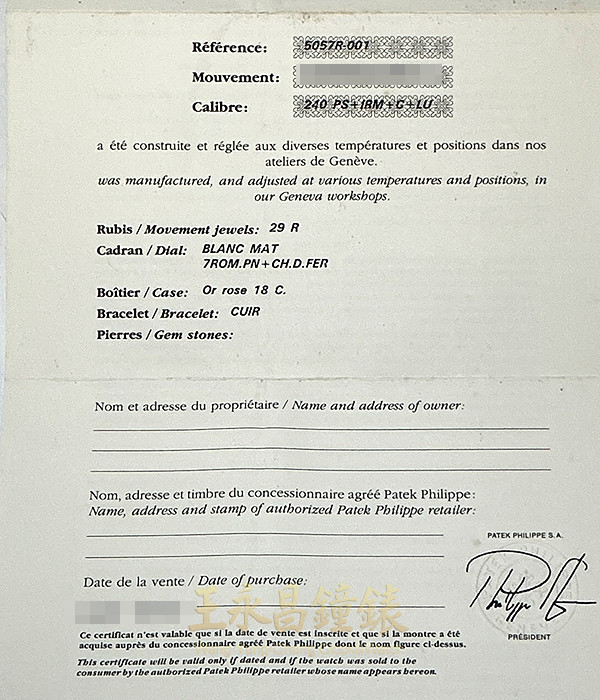 Référence: 5057R-001
Mouvement:
Calibre: 240 PS+IRM+C+LU
a été construite et réglée aux diverses températures et positions dans nos
ateliers de Genève.
was manufactured, and adjusted at various temperatures and positions, in
our Geneva workshops.
Rubis / Movement jewels: 29 R
Cadran / Dial: BLANC MAT
7ROM.PN+CH.D.FER
Boîtier / Case: Or rose 18 C.
Bracelet / Bracelet: CUIR
Pierres / Gem stones:
Nom et adresse du propriétaire / Name and address of owner:
Nom, adresse et timbre du concessionnaire agréé Patek Philippe:
Name, address and stamp of authorized Patek Philippe retailer:
PATEK PHILIPPE S.A.
Date de la vente / Date of purchase:
王永昌鐘錶
PRÉSIDENT
Ce certificat n'est valable que si la date de vente est inscrite et que si la montre a été
acquise auprès du concessionnaire agréé Patek Philippe dont le nom figure ci-dessus.
This certificate will be valid only if dated and if the watch was sold to the
consumer by the authorized Patek Philippe retailer whose name appears hereon.